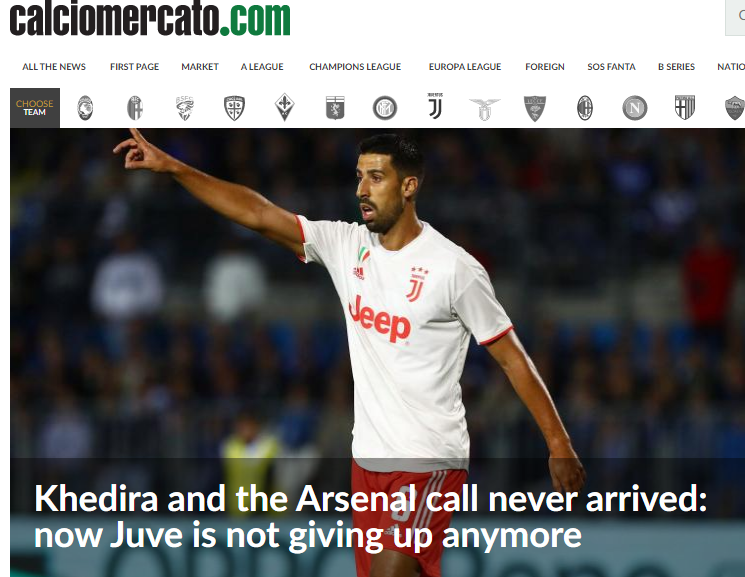 calciomercato.com
ALL THE NEWS FIRST PAGE MARKET A LEAGUE CHAMPIONS LEAGUE EUROPA LEAGUE FOREIGN SOS FANTA B SERIES NATIO
CHOOSE
TEAM
JUVENTUS
N
Jeep
Khedira and the Arsenal call never arrived:
now Juve is not giving up anymore